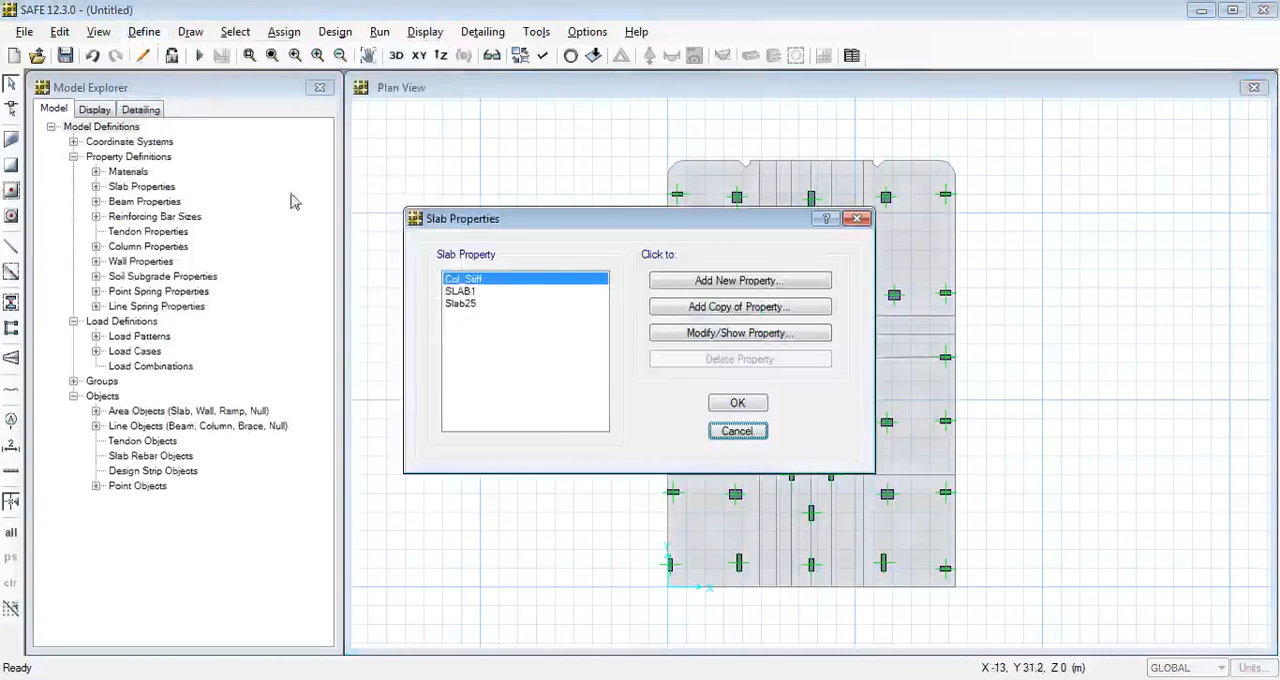 SAFE 12.3.0 - (Untitled)
File Edit View Define Draw Select Assign Design Run Display Detailing Tools Options Help
3D XY
Model Explorer
Plan View
Model Display Detailing
Model Definitions
Coordinate Systems
Property Definitions
Materials
Slab Properties
Beam Properties
Reinforcing Bar Sizes
Tendon Properties
Column Properties
Wall Properties
Soil Subgrade Properties
Point Spring Properties
Line Spring Properties
Load Definitions
Load Patterns
Load Cases
Load Combinations
Groups
Objects
Area Objects (Slab, Wall, Ramp, Null)
Line Objects (Beam, Column, Brace, Null)
Tendon Objects
Slab Rebar Objects
Design Strip Objects
Point Objects
all
ps
clr
Slab Properties
Slab Property
Col_Stiff
SLAB1
Slab25
Click to:
Add New Property...
Add Copy of Property...
Modify/Show Property...
Delete Property
OK
Cancel
Y
X
Ready
X -13, Y 31.2, Z 0 (m)
GLOBAL
Units...